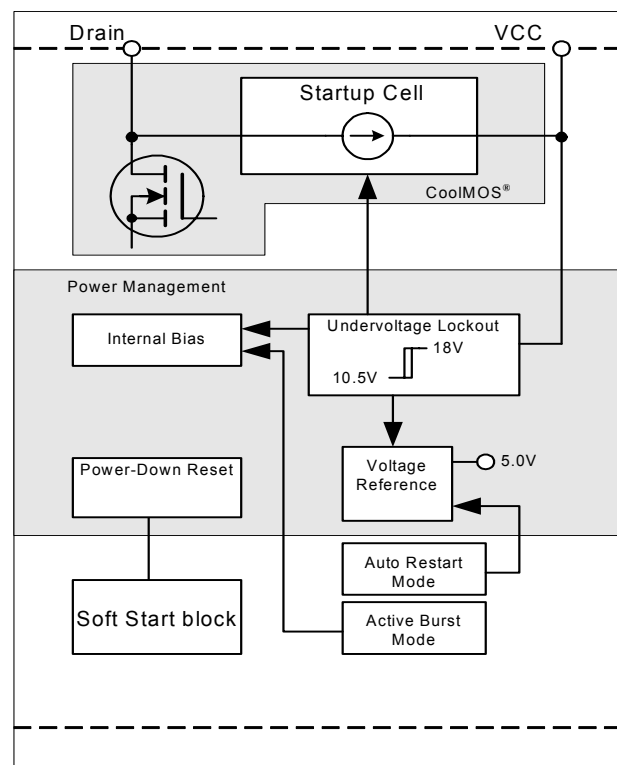 Drain
VCC
Startup Cell
CoolMOS®
Power Management
Internal Bias
Undervoltage Lockout
18V
10.5V
Power-Down Reset
Voltage
Reference
5.0V
Auto Restart
Mode
Soft Start block
Active Burst
Mode